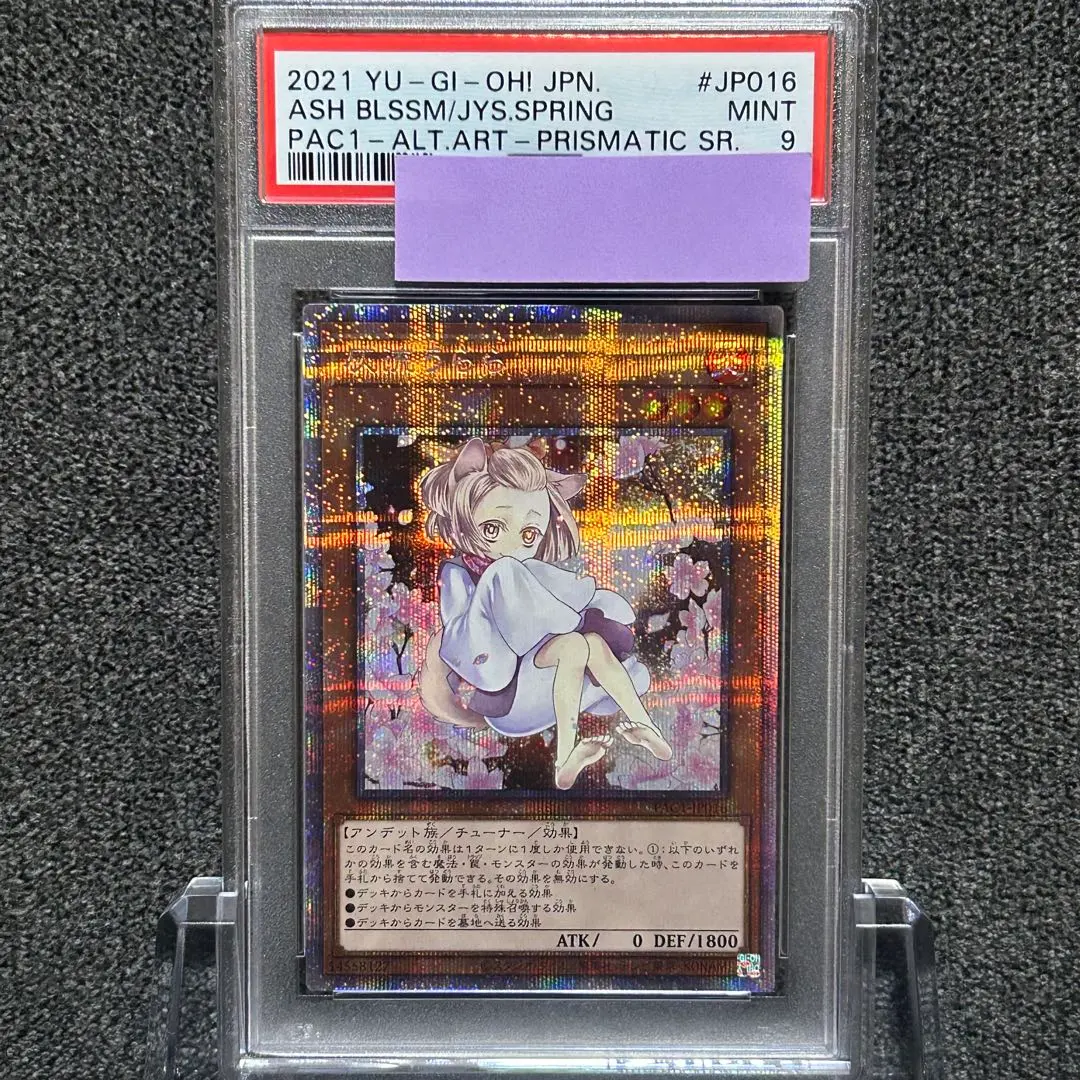 2021 YU-GI-OH! JPN. #JP016
ASH BLSSM/JYS.SPRING MINT
PAC1-ALT.ART-PRISMATIC SR. 9
うらら
【アンデット族／チューナー／効果】
このカード名の効果は１ターンに１度しか使用できない。①：以下のいずれ
かの効果を含む魔法・罠・モンスターの効果が発動した時、このカードを
手札から捨てて発動できる。その効果を無効にする。
●デッキからカードを手札に加える効果
●デッキからモンスターを特殊召喚する効果
●デッキからカードを墓地へ送る効果
ATK/ 0 DEF/1800